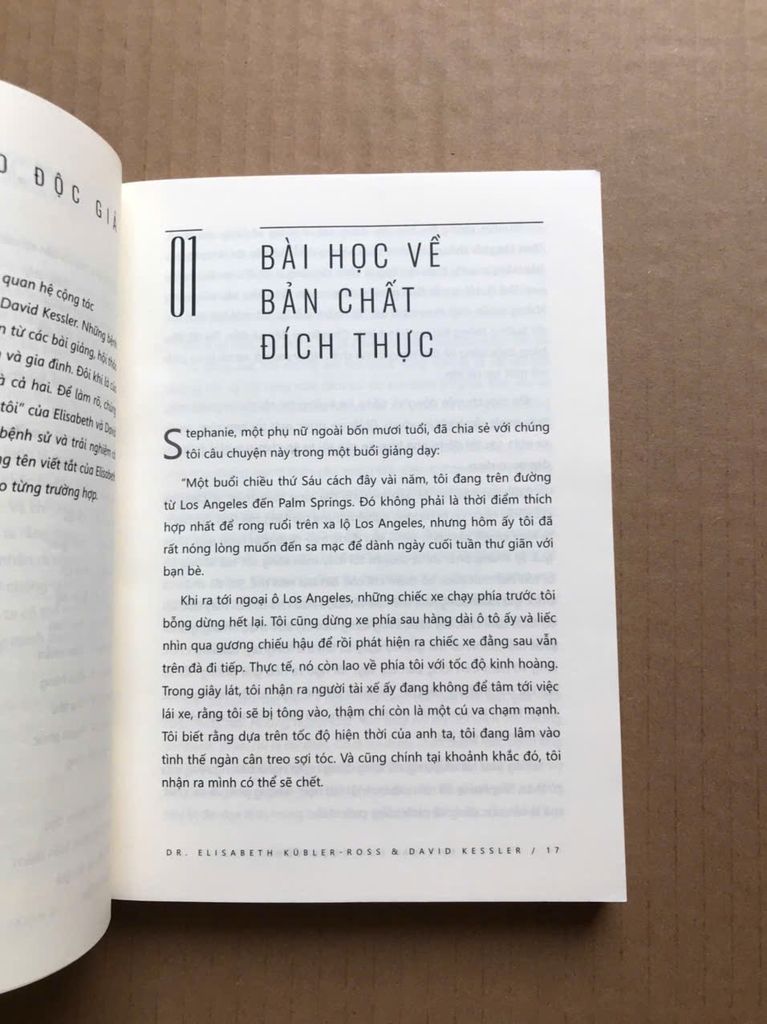 ĐỘC GIẢ
quan hệ cộng tác
David Kessler. Những bệnh
từ các bài giảng, hội thảo,
và gia đình. Đôi khi là của
cả hai. Để làm rõ, chúng
tôi" của Elisabeth và David
bệnh sử và trải nghiệm
tên viết tắt của Elisabeth
từng trường hợp.
01
BÀI HỌC VỀ
BẢN CHẤT
ĐÍCH THỰC
Stephanie, một phụ nữ ngoài bốn mươi tuổi, đã chia sẻ với chúng
tôi câu chuyện này trong một buổi giảng dạy:
"Một buổi chiều thứ Sáu cách đây vài năm, tôi đang trên đường
từ Los Angeles đến Palm Springs. Đó không phải là thời điểm thích
hợp nhất để rong ruổi trên xa lộ Los Angeles, nhưng hôm ấy tôi đã
rất nóng lòng muốn đến sa mạc để dành ngày cuối tuần thư giãn với
bạn bè.
Khi ra tới ngoại ô Los Angeles, những chiếc xe chạy phía trước tôi
bỗng dừng hết lại. Tôi cũng dừng xe phía sau hàng dài ô tô ấy và liếc
nhìn qua gương chiếu hậu để rồi phát hiện ra chiếc xe đằng sau vẫn
trên đà đi tiếp. Thực tế, nó còn lao về phía tôi với tốc độ kinh hoàng.
Trong giây lát, tôi nhận ra người tài xế ấy đang không để tâm tới việc
lái xe, rằng tôi sẽ bị tông vào, thậm chí còn là một cú va chạm mạnh.
Tôi biết rằng dựa trên tốc độ hiện thời của anh ta, tôi đang lâm vào
tình thế ngàn cân treo sợi tóc. Và cũng chính tại khoảnh khắc đó, tôi
nhận ra mình có thể sẽ chết.
DR. ELISABETH KÜBLER-ROSS & DAVID KESSLER / 17